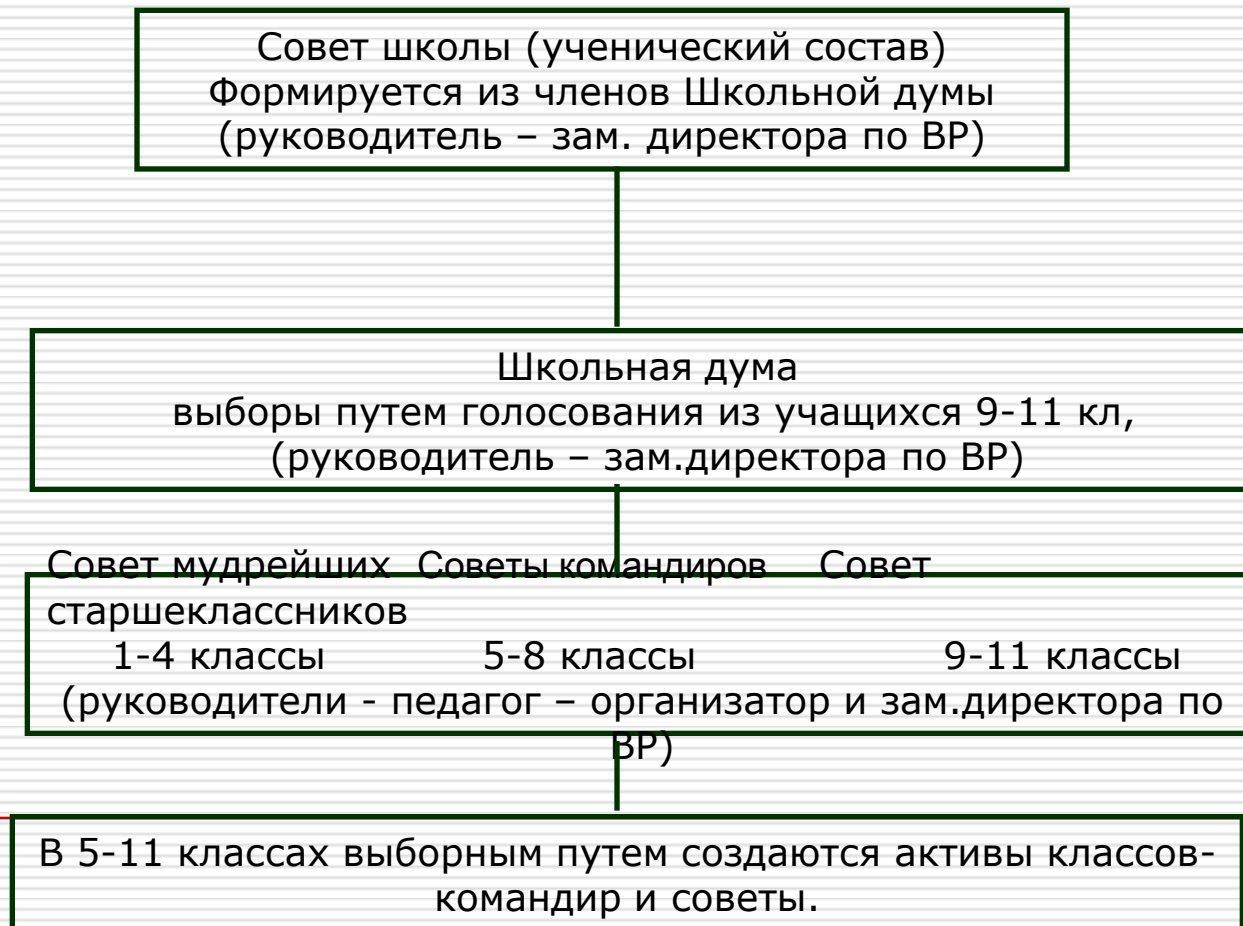 Совет школы (ученический состав)
Формируется из членов Школьной думы
(руководитель – зам. директора по ВР)
Школьная дума
выборы путем голосования из учащихся 9-11 кл,
(руководитель – зам.директора по ВР)
Совет мудрейших Советы командиров Совет
старшеклассников
1-4 классы 5-8 классы 9-11 классы
(руководители - педагог – организатор и зам.директора по
ВР)
В 5-11 классах выборным путем создаются активы классов-
командир и советы.